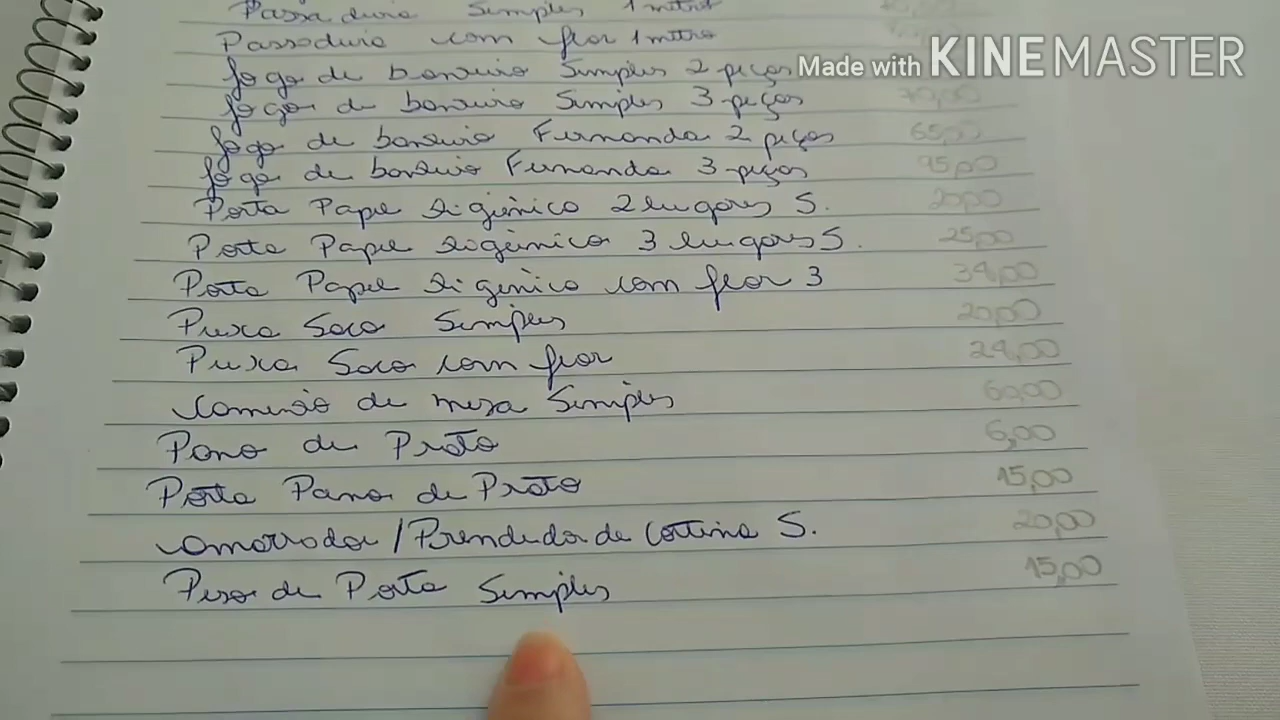 Passadeira Simples 1 metro
Passadeira com flor 1 metro
Made with KINEMASTER
Jogo de banheiro Simples 2 peças
Jogo de banheiro Simples 3 peças 70,00
Jogo de banheiro Fernanda 2 peças 65,00
Jogo de banheiro Fernanda 3 peças 95,00
Porta Papel Higiênico 2 lugares S. 20,00
Porta Papel Higiênico 3 lugares S. 25,00
Porta Papel Higiênico com flor 3 34,00
Puxa Saco Simples 20,00
Puxa Saco com flor 24,00
Caminho de mesa Simples 60,00
Pano de Prato 6,00
Porta Pano de Prato 15,00
Amarrador/Prendedor de Cortina S. 20,00
Peso de Porta Simples 15,00